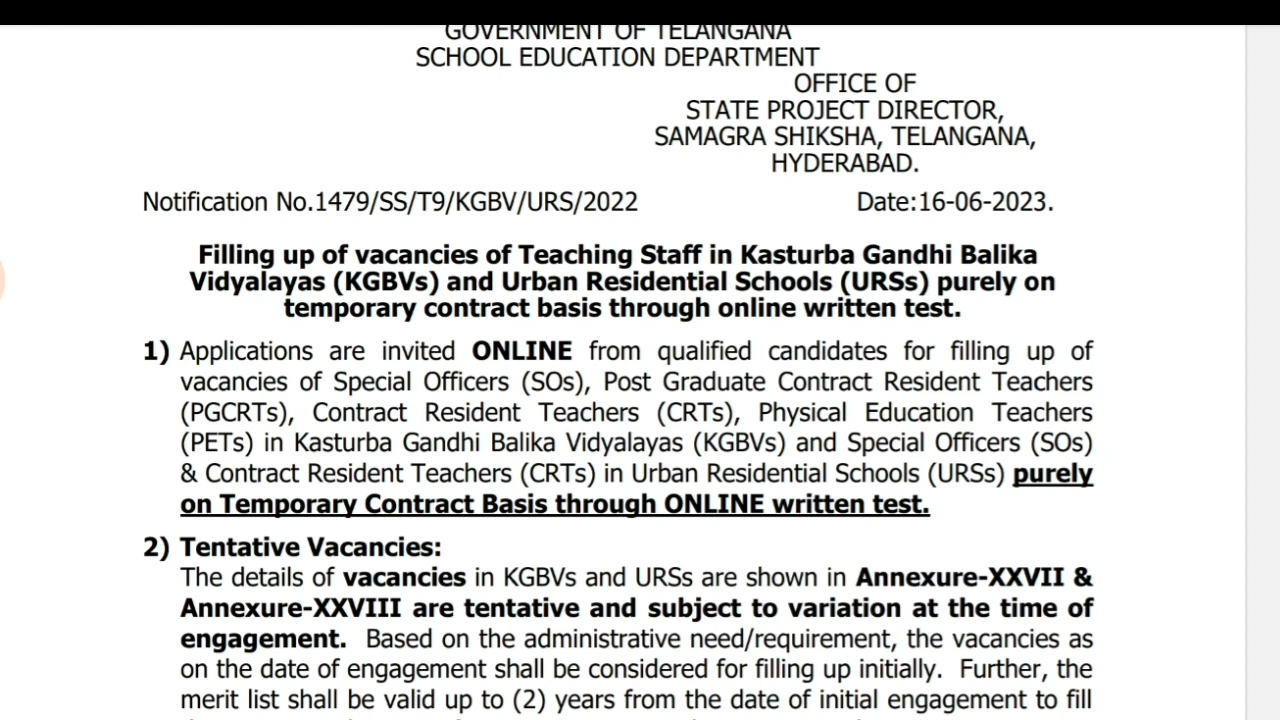 GOVERNMENT OF TELANGANA
SCHOOL EDUCATION DEPARTMENT
OFFICE OF
STATE PROJECT DIRECTOR,
SAMAGRA SHIKSHA, TELANGANA,
HYDERABAD.
Notification No.1479/SS/T9/KGBV/URS/2022 Date:16-06-2023.
Filling up of vacancies of Teaching Staff in Kasturba Gandhi Balika
Vidyalayas (KGBVs) and Urban Residential Schools (URSs) purely on
temporary contract basis through online written test.
1) Applications are invited ONLINE from qualified candidates for filling up of
vacancies of Special Officers (SOs), Post Graduate Contract Resident Teachers
(PGCRTs), Contract Resident Teachers (CRTs), Physical Education Teachers
(PETs) in Kasturba Gandhi Balika Vidyalayas (KGBVs) and Special Officers (SOs)
& Contract Resident Teachers (CRTs) in Urban Residential Schools (URSs) purely
on Temporary Contract Basis through ONLINE written test.
2) Tentative Vacancies:
The details of vacancies in KGBVs and URSs are shown in Annexure-XXVII &
Annexure-XXVIII are tentative and subject to variation at the time of
engagement. Based on the administrative need/requirement, the vacancies as
on the date of engagement shall be considered for filling up initially. Further, the
merit list shall be valid up to (2) years from the date of initial engagement to fill